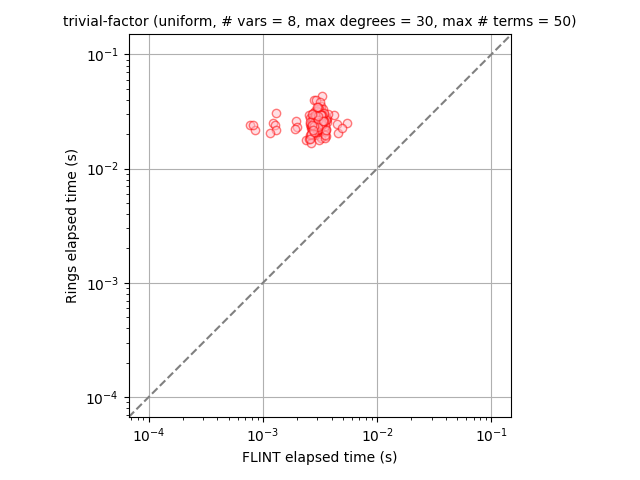 trivial-factor (uniform, # vars = 8, max degrees = 30, max # terms = 50)
10⁻¹
10⁻²
10⁻³
10⁻⁴
Rings elapsed time (s)
10⁻⁴ 10⁻³ 10⁻² 10⁻¹
FLINT elapsed time (s)